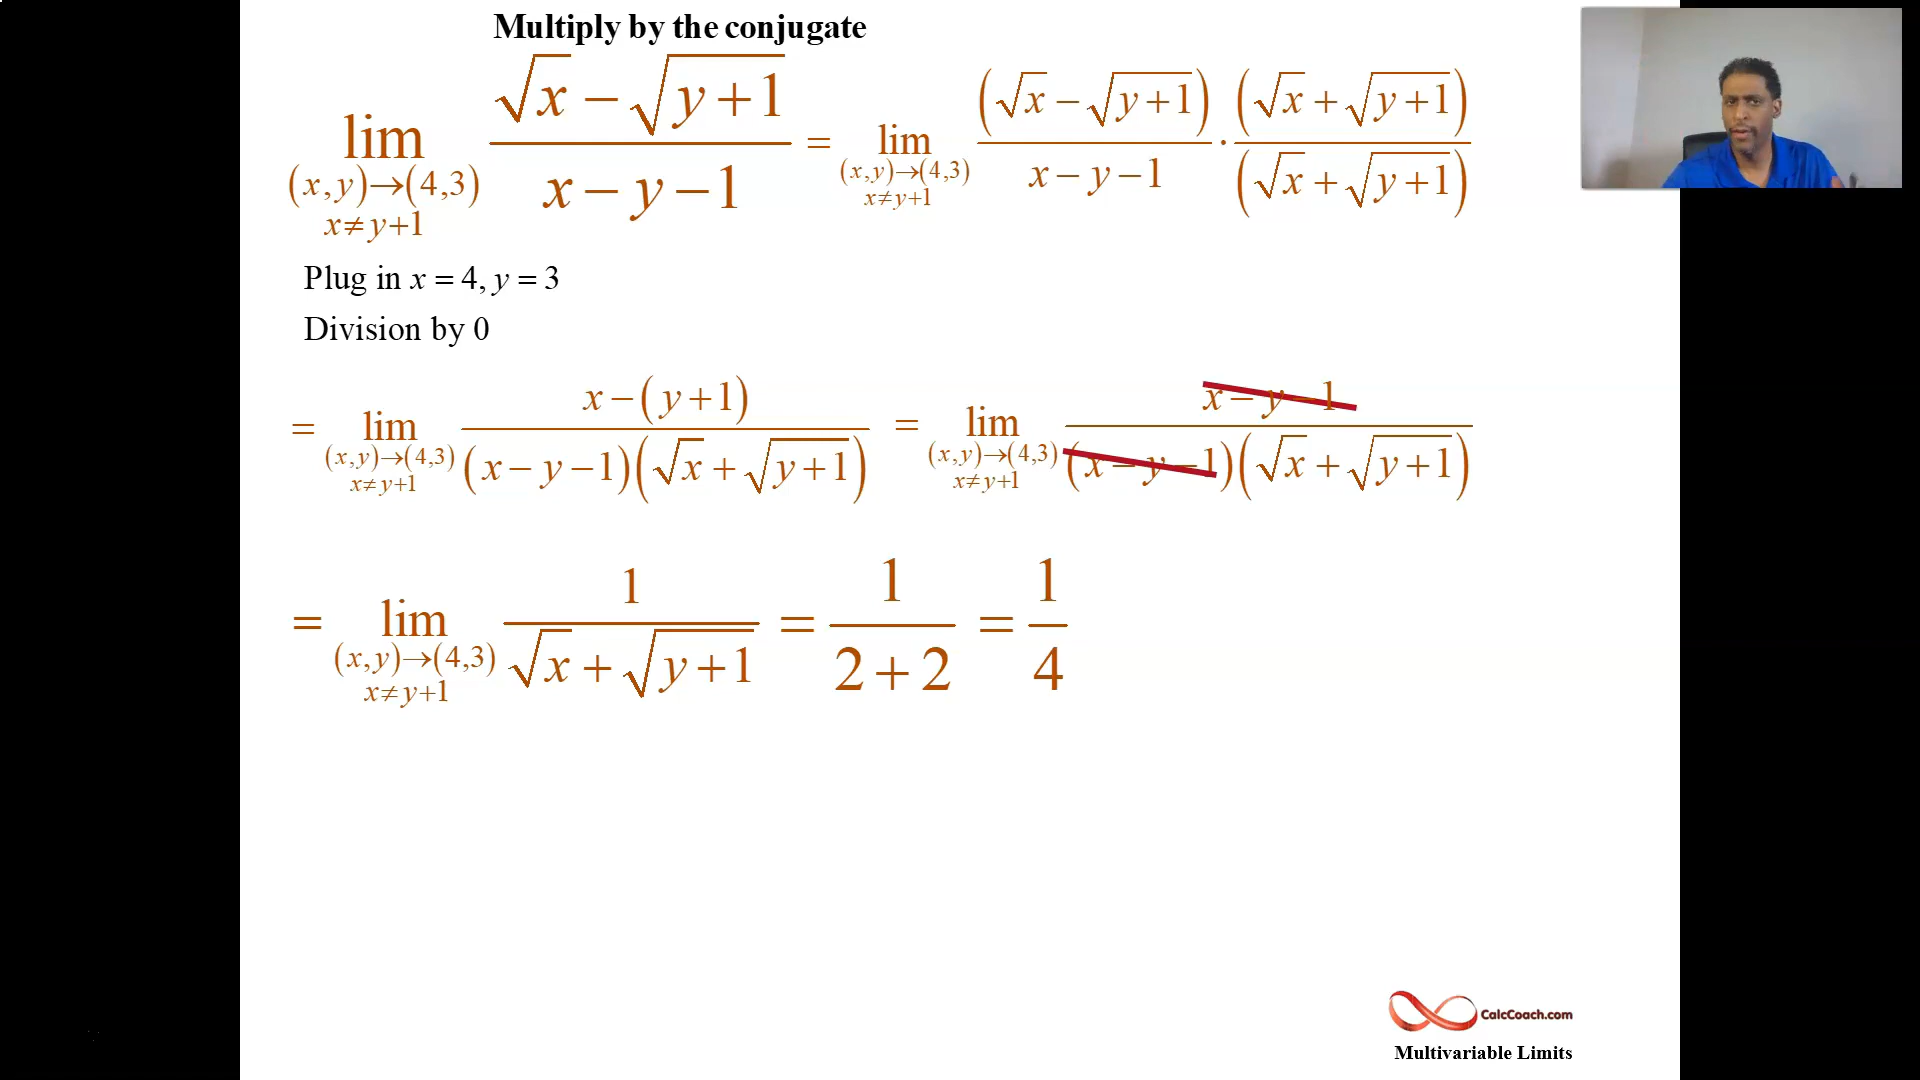 Multiply by the conjugate
lim (x,y)→(4,3) x≠y+1 (√x − √(y+1)) / (x − y − 1) = lim (x,y)→(4,3) x≠y+1 (√x − √(y+1)) / (x − y − 1) · (√x + √(y+1)) / (√x + √(y+1))
Plug in x = 4, y = 3
Division by 0
= lim (x,y)→(4,3) x≠y+1 (x − (y+1)) / ((x − y − 1)(√x + √(y+1))) = lim (x,y)→(4,3) x≠y+1 (x − y − 1) / ((x − y − 1)(√x + √(y+1)))
= lim (x,y)→(4,3) x≠y+1 1 / (√x + √(y+1)) = 1 / (2 + 2) = 1/4
CalcCoach.com
Multivariable Limits